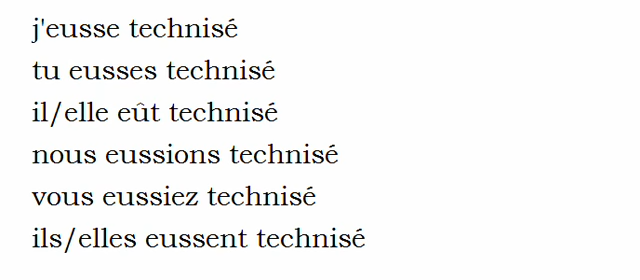 j'eusse technisé
tu eusses technisé
il/elle eût technisé
nous eussions technisé
vous eussiez technisé
ils/elles eussent technisé